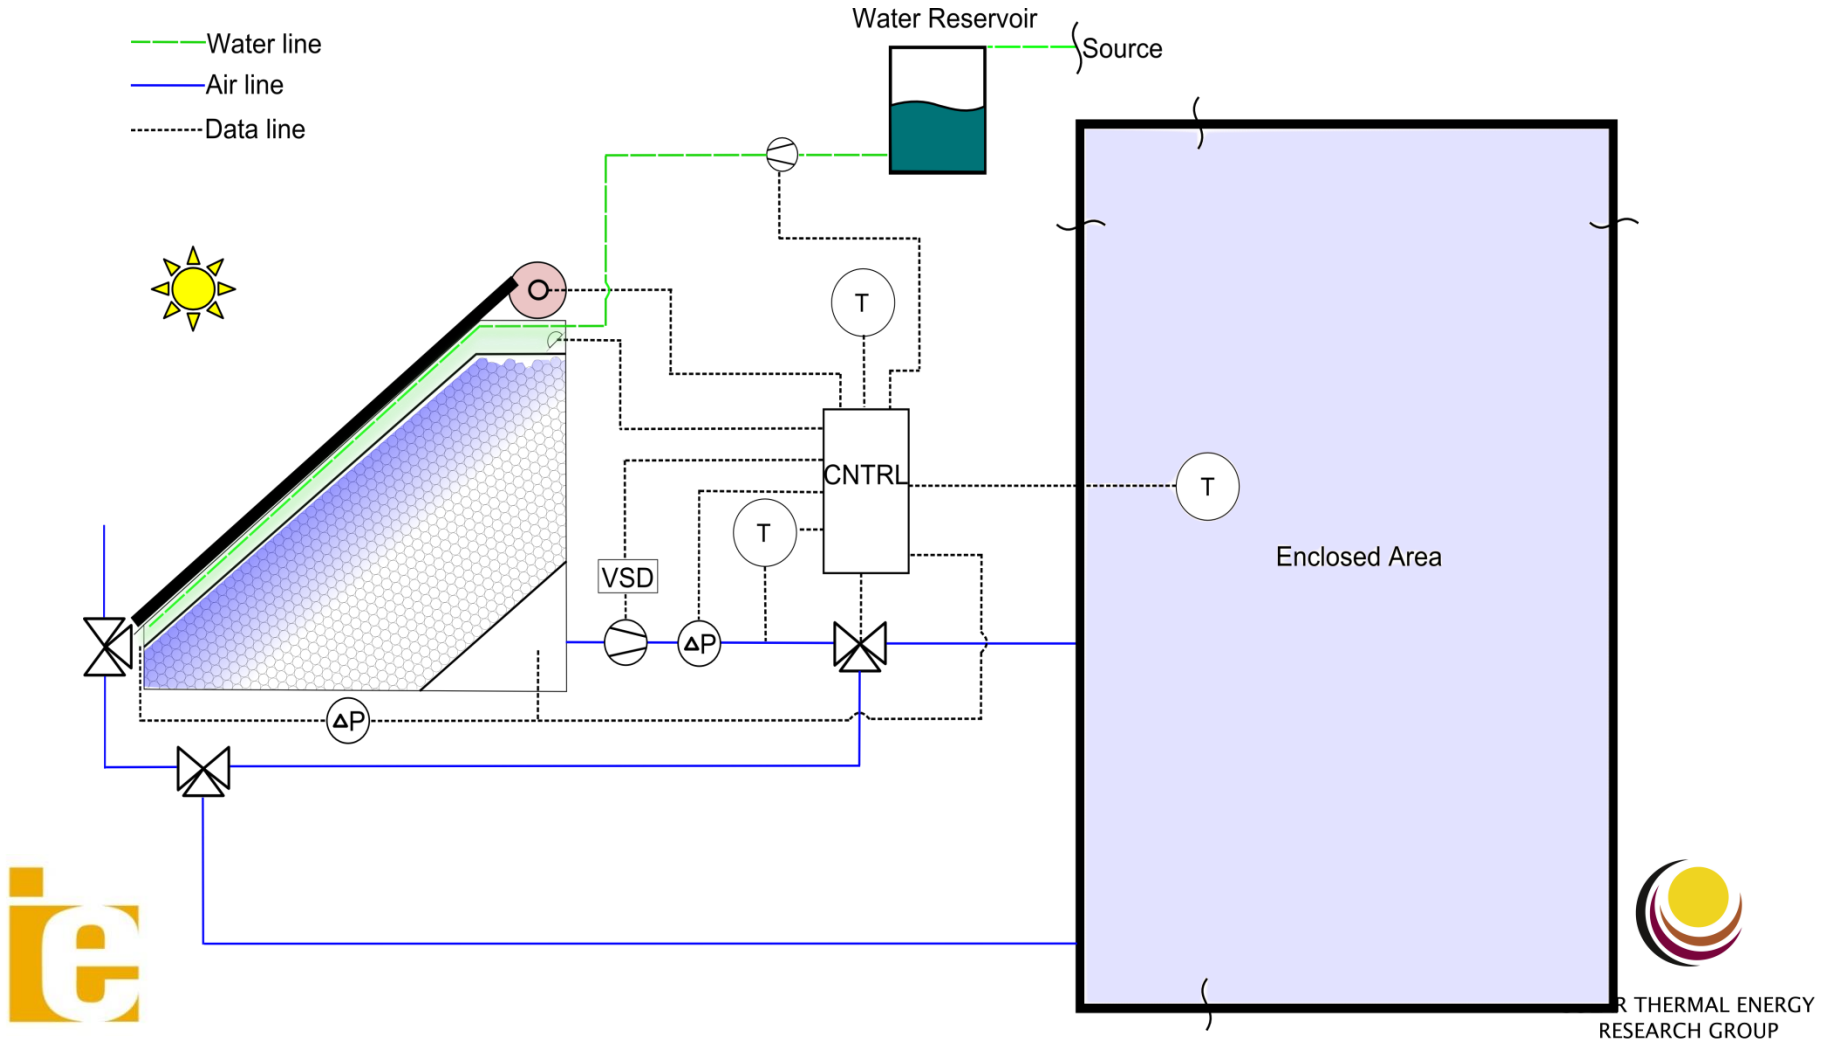 Water Reservoir
Water line
Source
Air line
Data line
T
CNTRL
T
T
Enclosed Area
VSD
ΔP
ΔP
ie
R THERMAL ENERGY
RESEARCH GROUP